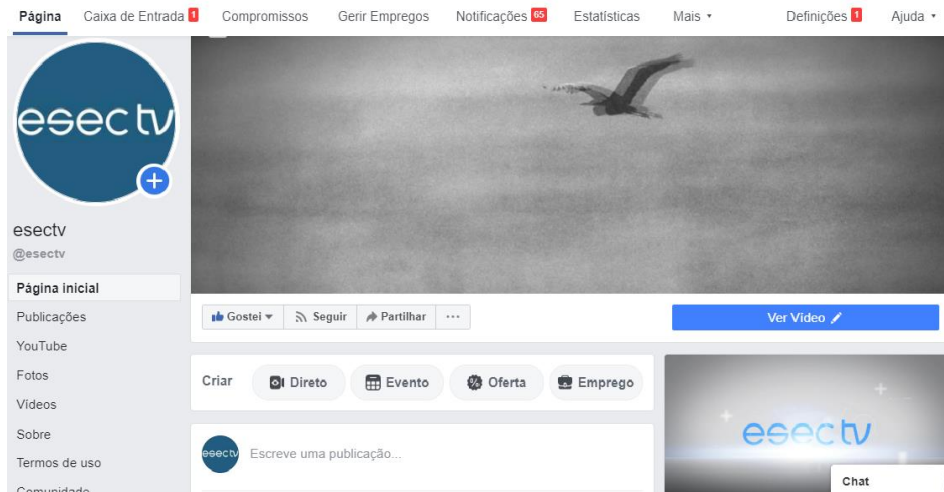 Página Caixa de Entrada 1 Compromissos Gerir Empregos Notificações 65 Estatísticas Mais Definições 1 Ajuda
esectv
esectv
@esectv
Página inicial
Publicações
YouTube
Fotos
Vídeos
Sobre
Termos de uso
Comunidade
Gostei Seguir Partilhar ...
Ver Vídeo
Criar Direto Evento Oferta Emprego
esectv Escreve uma publicação...
esectv
Chat